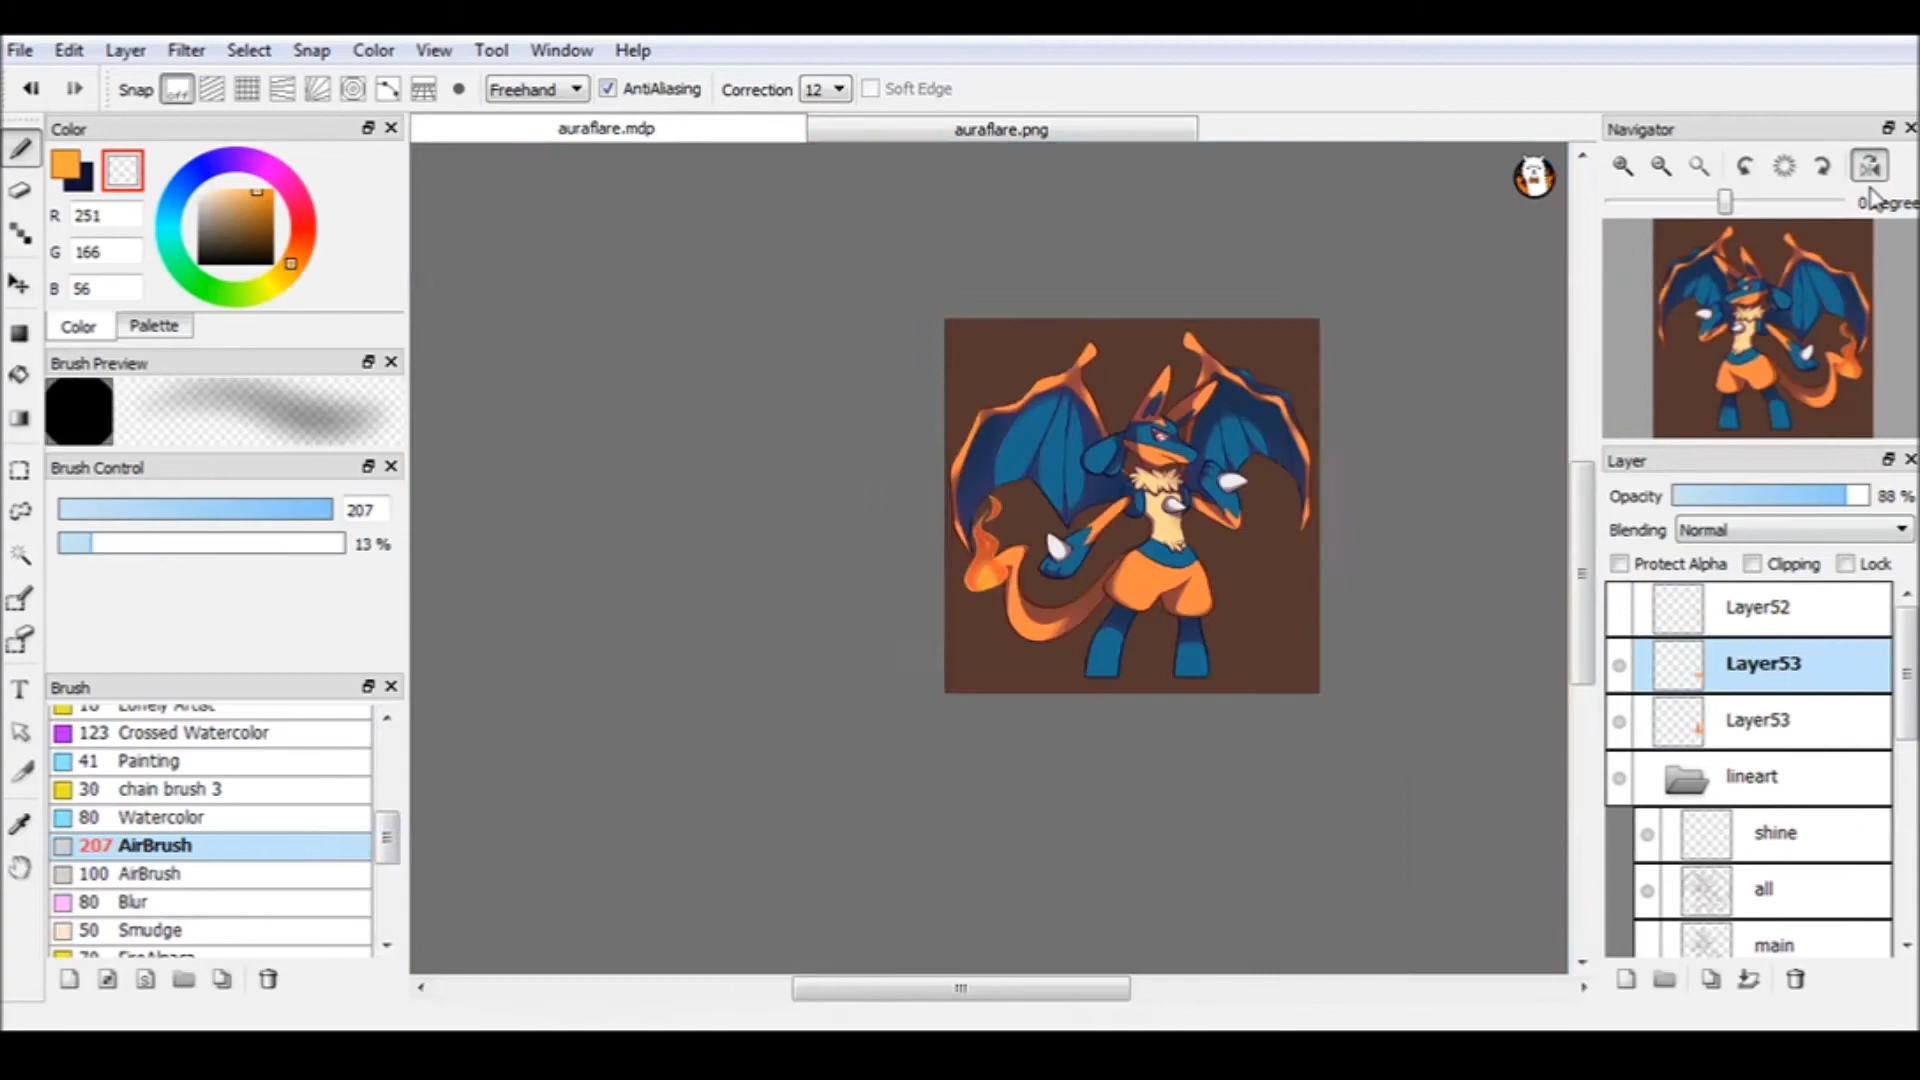 File Edit Layer Filter Select Snap Color View Tool Window Help
Snap off Freehand AntiAliasing Correction 12 Soft Edge
Color
R 251
G 166
B 56
Color Palette
Brush Preview
Brush Control
207
13 %
Brush
123 Crossed Watercolor
41 Painting
30 chain brush 3
80 Watercolor
207 AirBrush
100 AirBrush
80 Blur
50 Smudge
auraflare.mdp auraflare.png
Navigator
Layer
Opacity 88 %
Blending Normal
Protect Alpha Clipping Lock
Layer52
Layer53
Layer53
lineart
shine
all
main